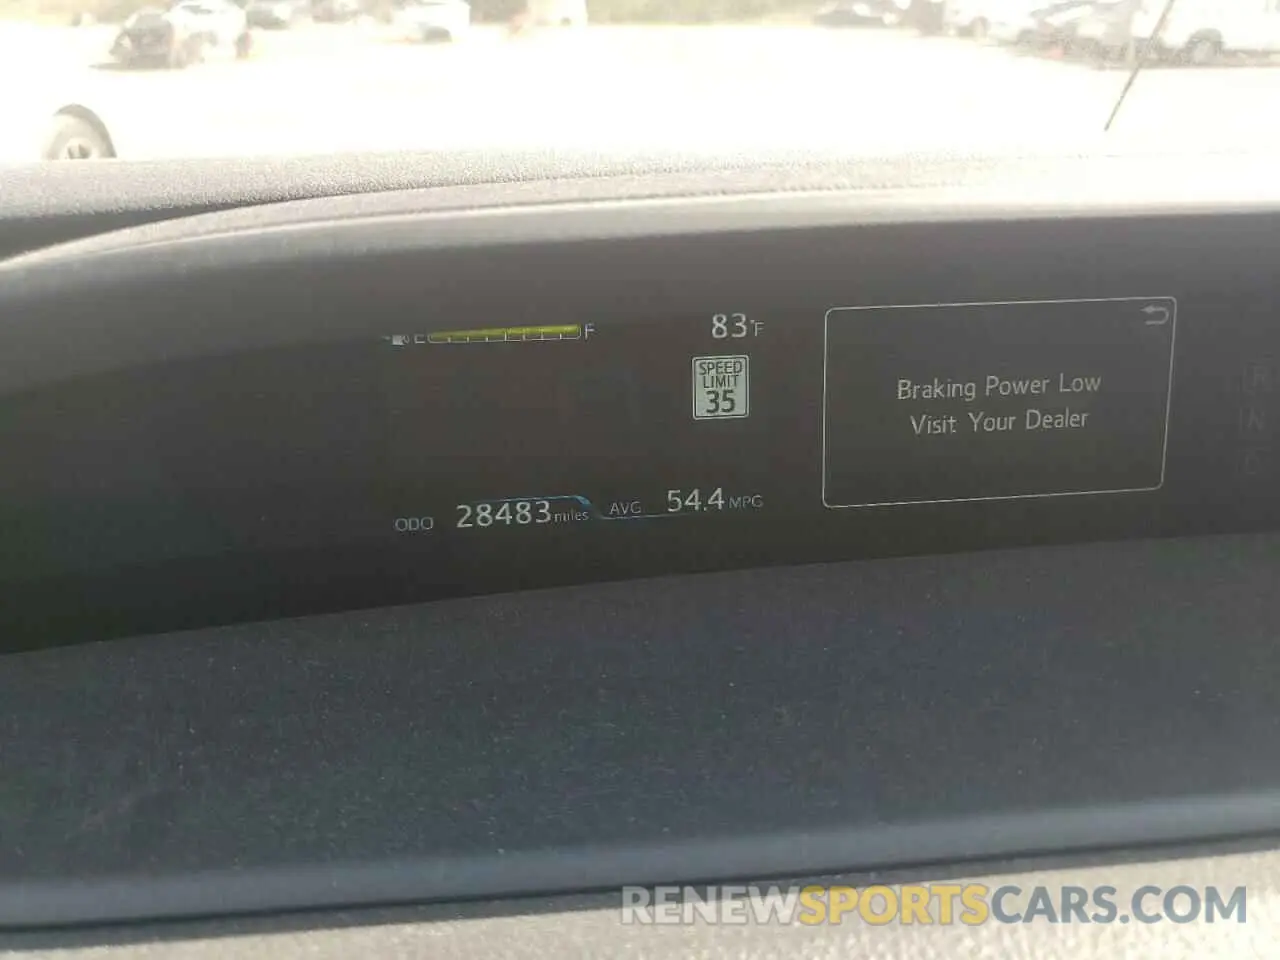 E F
83°F
SPEED
LIMIT
35
Braking Power Low
Visit Your Dealer
ODO 28483 miles AVG 54.4 MPG
R
N
RENEWSPORTSCARS.COM